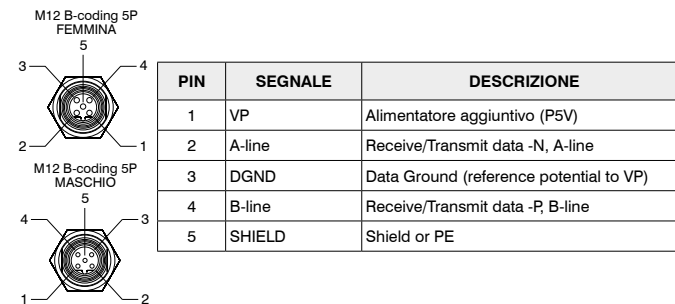 M12 B-coding 5P
FEMMINA
5
3
4
2
1
M12 B-coding 5P
MASCHIO
5
4
3
1
2
PIN SEGNALE DESCRIZIONE
1 VP Alimentatore aggiuntivo (P5V)
2 A-line Receive/Transmit data -N, A-line
3 DGND Data Ground (reference potential to VP)
4 B-line Receive/Transmit data -P, B-line
5 SHIELD Shield or PE